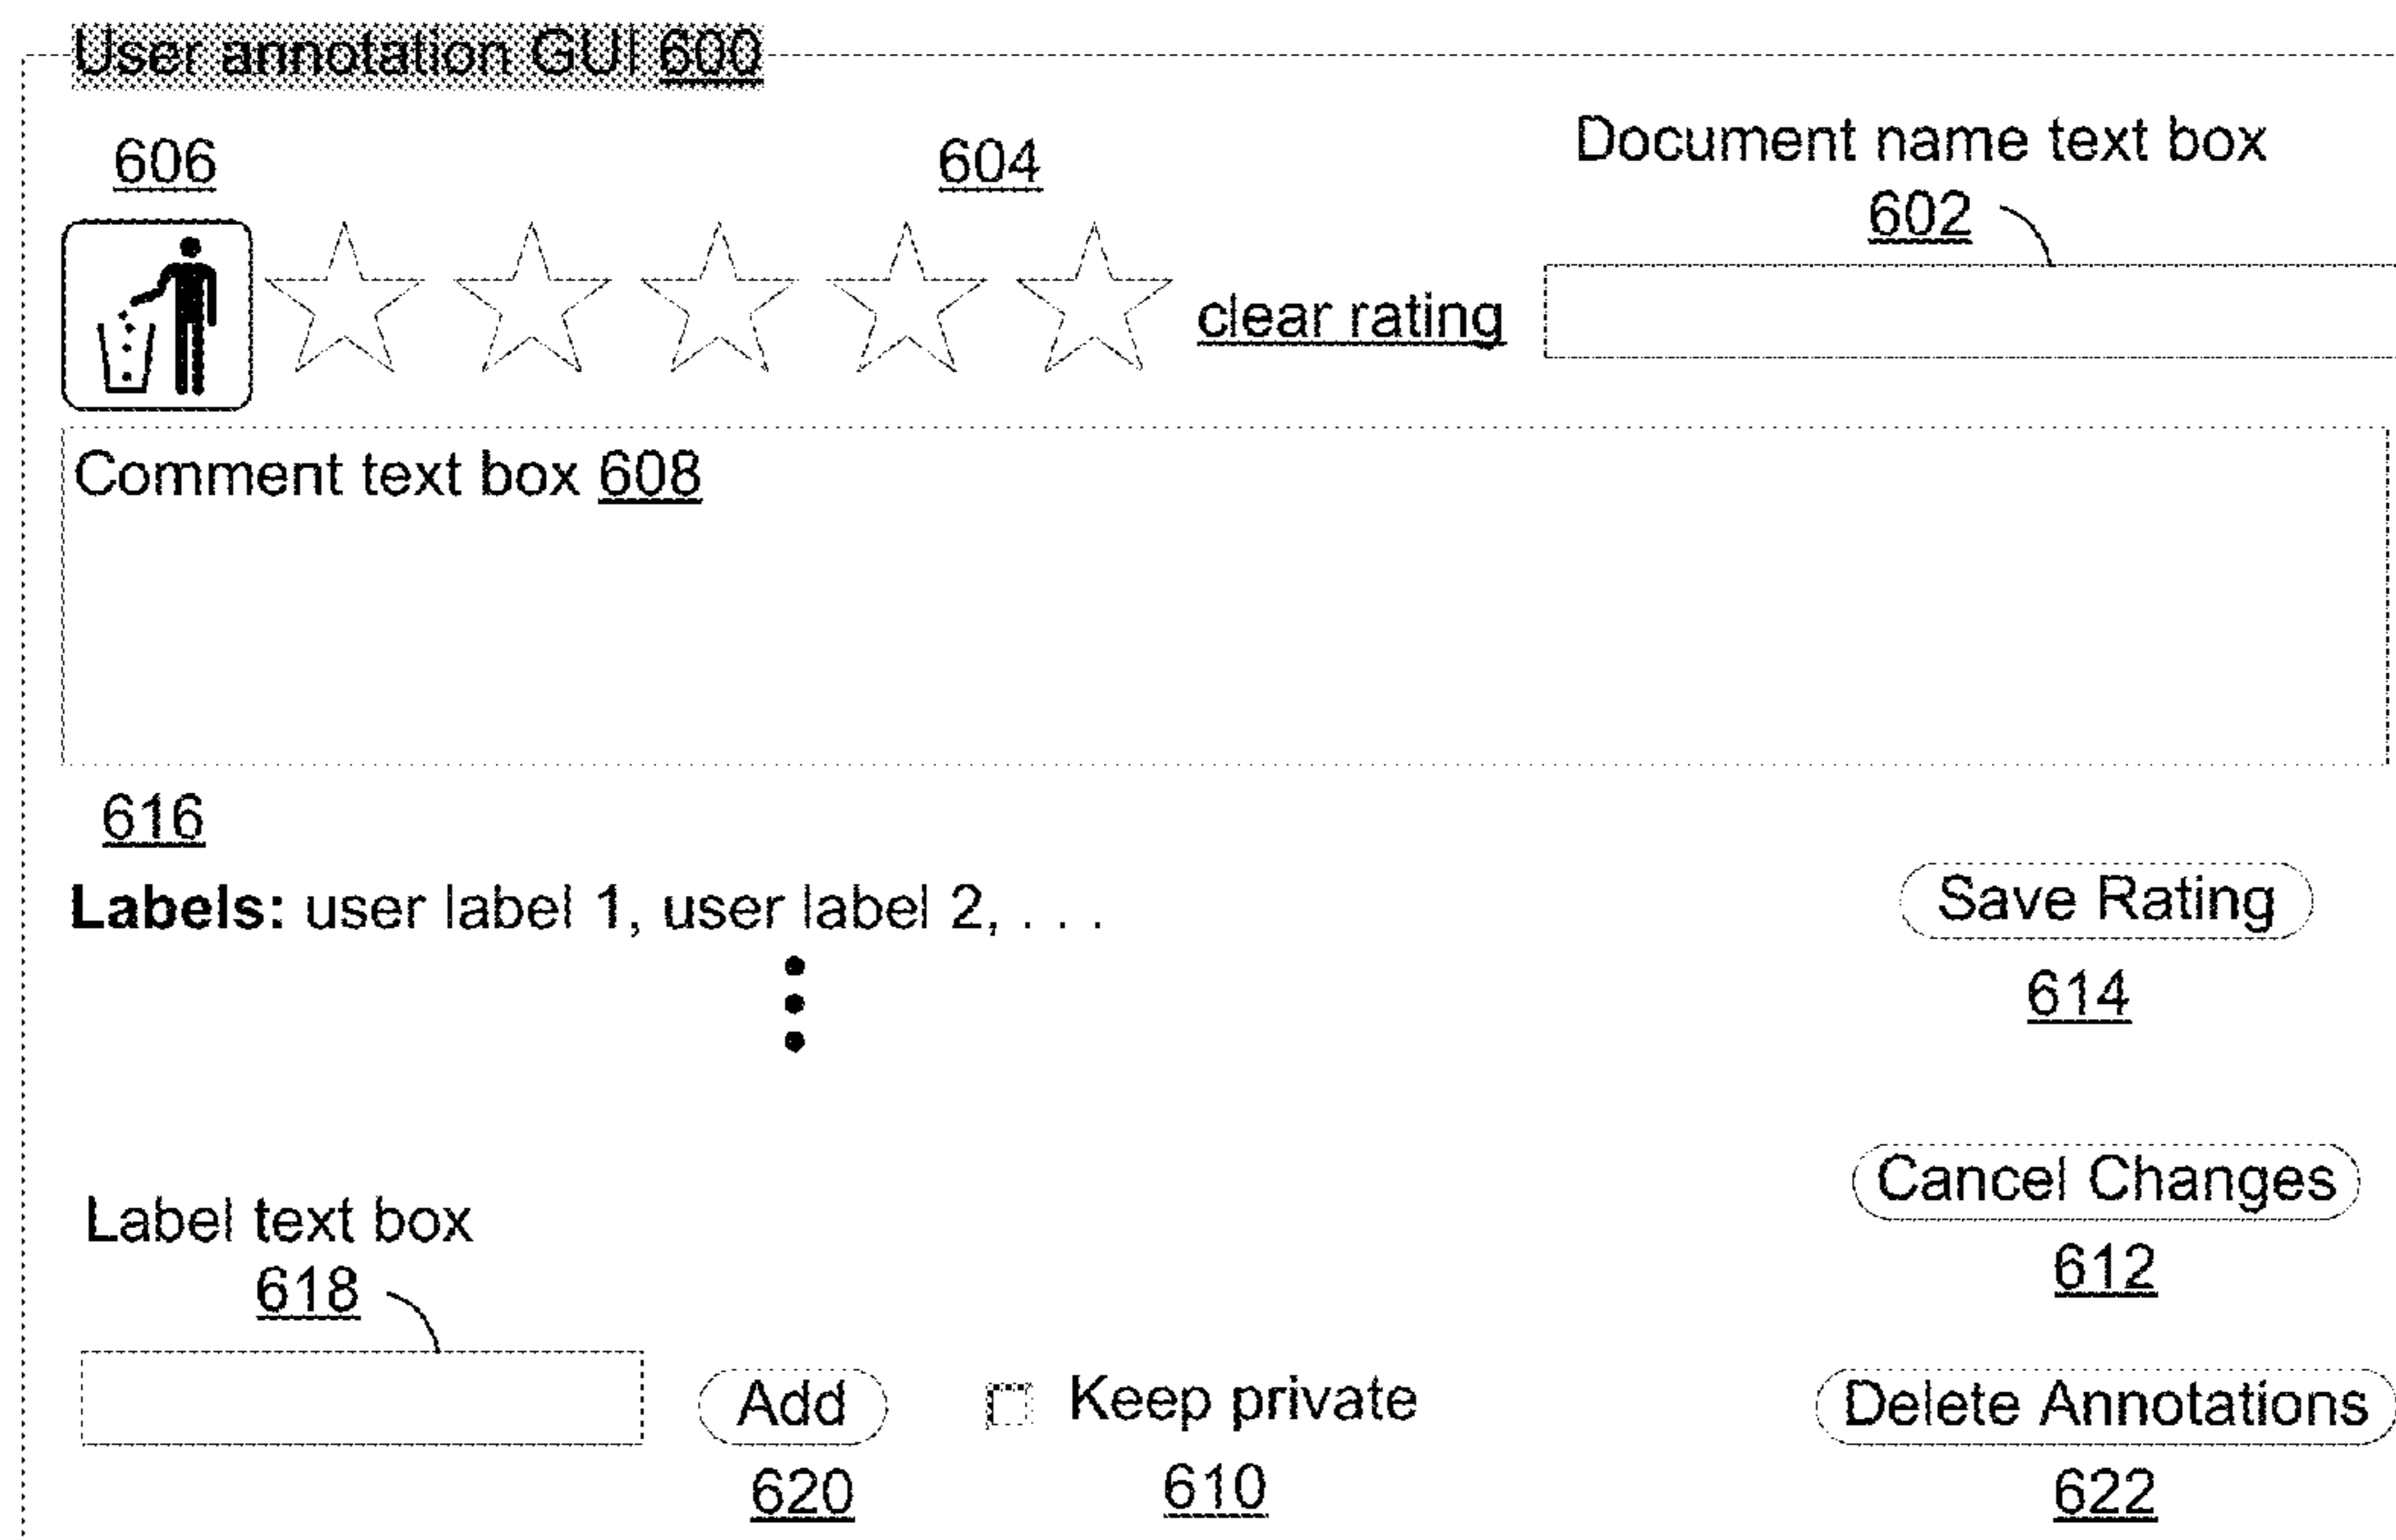 User annotation GUI 600
606
604
Document name text box
602
clear rating
Comment text box 608
616
Labels: user label 1, user label 2, . . .
Save Rating
614
Cancel Changes
612
Label text box
618
Add
Keep private
Delete Annotations
620
610
622